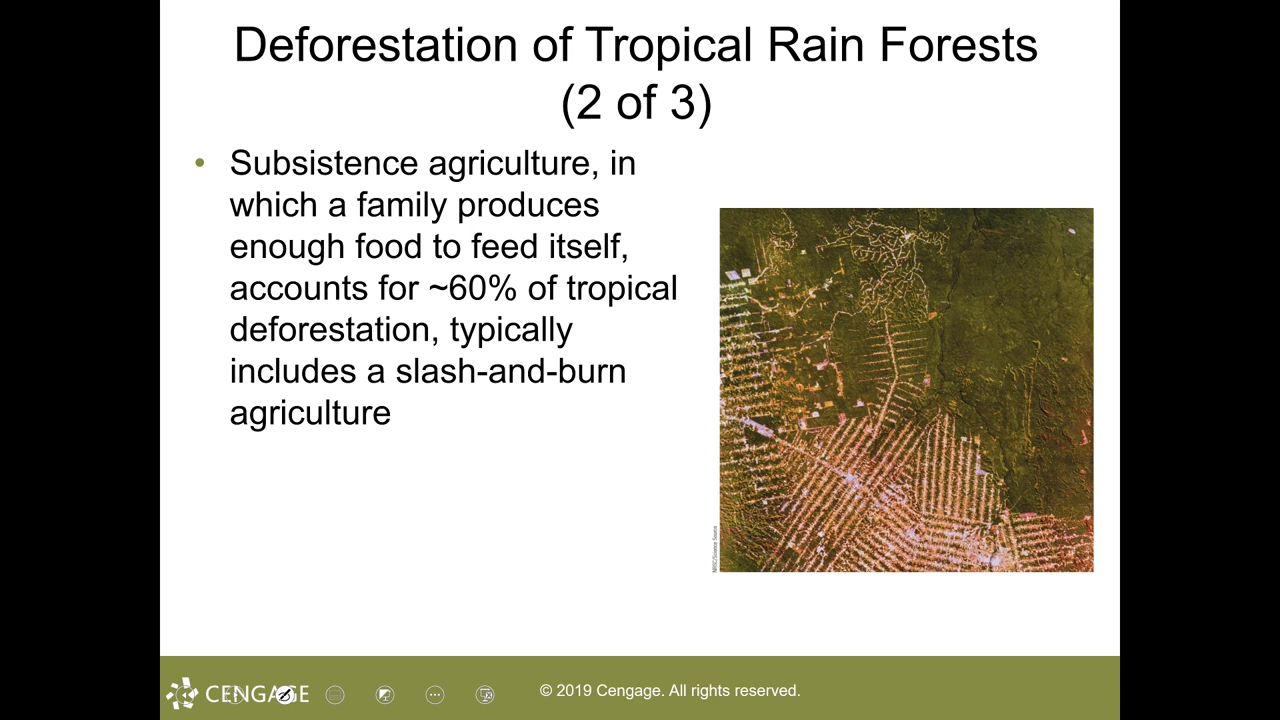 Deforestation of Tropical Rain Forests
(2 of 3)
• Subsistence agriculture, in
which a family produces
enough food to feed itself,
accounts for ~60% of tropical
deforestation, typically
includes a slash-and-burn
agriculture
CENGAGE
© 2019 Cengage. All rights reserved.